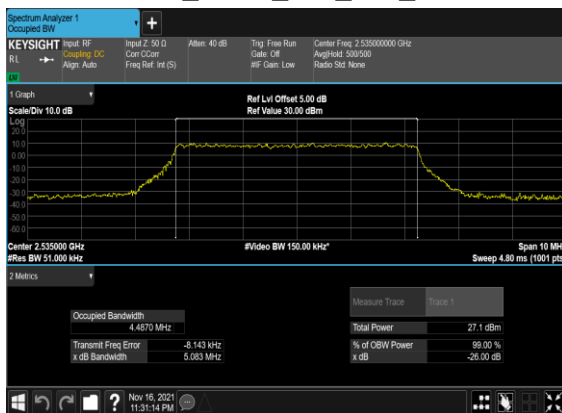 Spectrum Analyzer 1
Occupied BW
KEYSIGHT
RL
Input: RF
Coupling: DC
Align: Auto
Input Z: 50 Ω
Corr CCorr
Freq Ref: Int (S)
Atten: 40 dB
Trig: Free Run
Gate: Off
#IF Gain: Low
Center Freq: 2.535000000 GHz
Avg|Hold: 500/500
Radio Std: None
1 Graph
Scale/Div 10.0 dB
Ref Lvl Offset 5.00 dB
Ref Value 30.00 dBm
Log
20.0
10.0
0.00
-10.0
-20.0
-30.0
-40.0
-50.0
-60.0
Center 2.535000 GHz
#Res BW 51.000 kHz
#Video BW 150.00 kHz*
Span 10 MH
Sweep 4.80 ms (1001 pts
2 Metrics
Measure Trace
Trace 1
Occupied Bandwidth
4.4870 MHz
Total Power
27.1 dBm
Transmit Freq Error
-8.143 kHz
% of OBW Power
99.00 %
x dB Bandwidth
5.083 MHz
x dB
-26.00 dB
Nov 16, 2021
11:31:14 PM